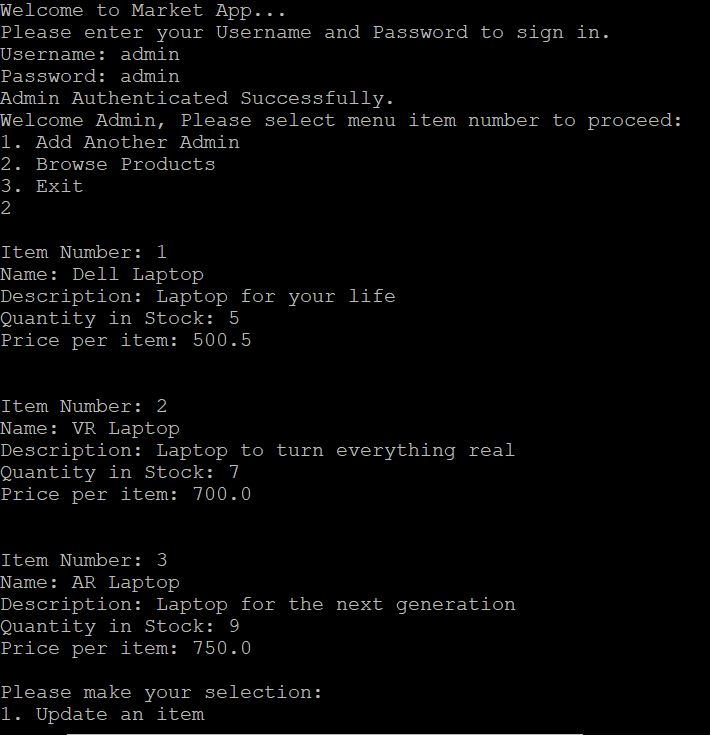 Welcome to Market App...
Please enter your Username and Password to sign in.
Username: admin
Password: admin
Admin Authenticated Successfully.
Welcome Admin, Please select menu item number to proceed:
1. Add Another Admin
2. Browse Products
3. Exit
2
Item Number: 1
Name: Dell Laptop
Description: Laptop for your life
Quantity in Stock: 5
Price per item: 500.5
Item Number: 2
Name: VR Laptop
Description: Laptop to turn everything real
Quantity in Stock: 7
Price per item: 700.0
Item Number: 3
Name: AR Laptop
Description: Laptop for the next generation
Quantity in Stock: 9
Price per item: 750.0
Please make your selection:
1. Update an item